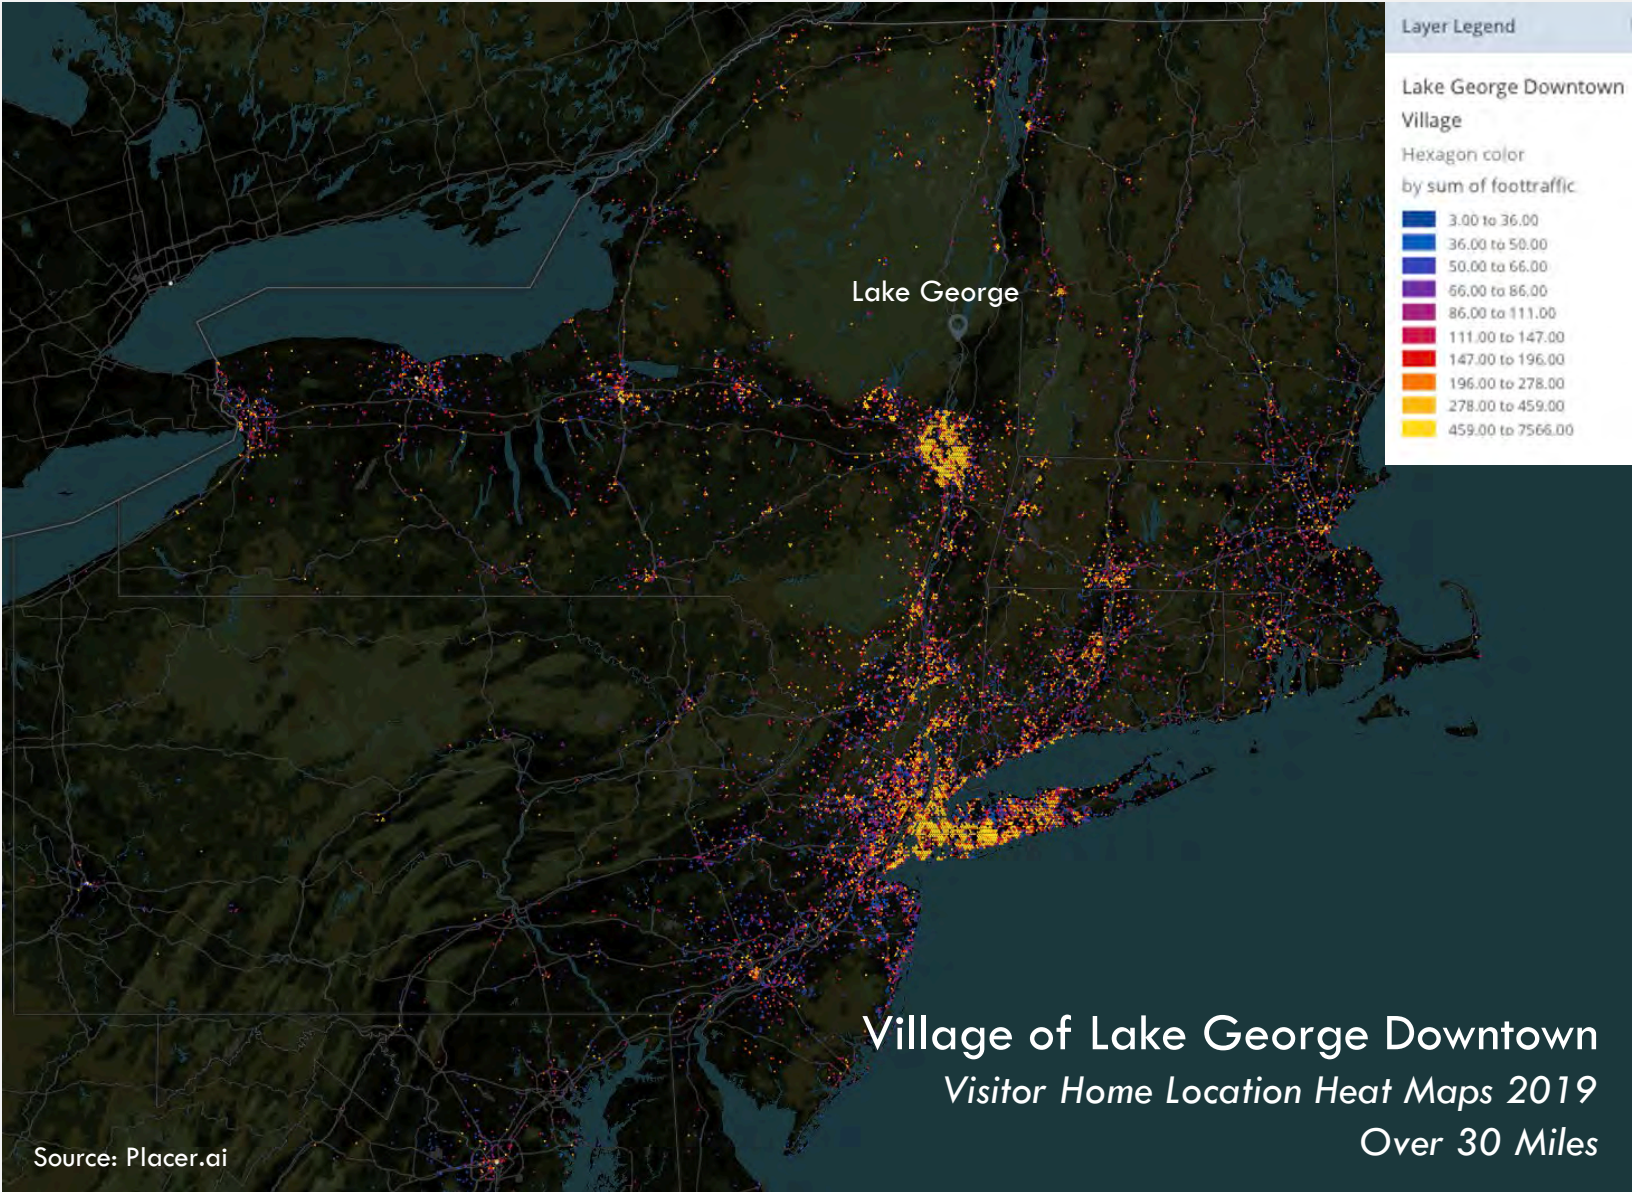 Layer Legend
Lake George Downtown
Village
Hexagon color
by sum of foottraffic
3.00 to 36.00
36.00 to 50.00
50.00 to 66.00
66.00 to 86.00
86.00 to 111.00
111.00 to 147.00
147.00 to 196.00
196.00 to 278.00
278.00 to 459.00
459.00 to 7566.00
Lake George
Village of Lake George Downtown
Visitor Home Location Heat Maps 2019
Over 30 Miles
Source: Placer.ai